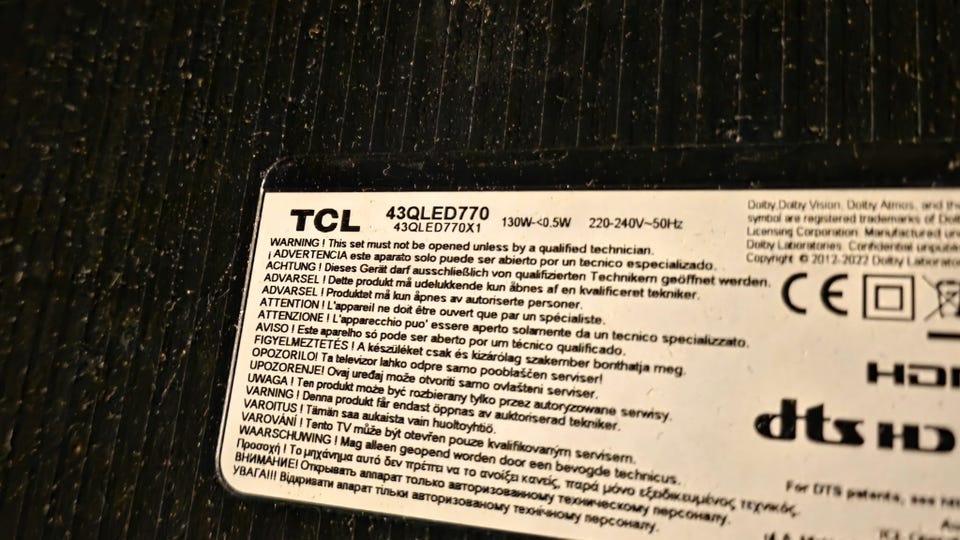 TCL 43QLED770
43QLED770X1 130W-<0.5W 220-240V~50Hz
WARNING ! This set must not be opened unless by a qualified technician.
¡ ADVERTENCIA este aparato solo puede ser abierto por un tecnico especializado.
ACHTUNG ! Dieses Gerät darf ausschließlich von qualifizierten Technikern geöffnet werden.
ADVARSEL ! Dette produkt må udelukkende kun åbnes af en kvalificeret tekniker.
ADVARSEL ! Produktet må kun åpnes av autoriserte personer.
ATTENTION ! L'appareil ne doit être ouvert que par un spécialiste.
ATTENZIONE ! L'apparecchio puo' essere aperto solamente da un tecnico specializzato.
AVISO ! Este aparelho só pode ser aberto por um técnico qualificado.
FIGYELMEZTETÉS ! A készüléket csak és kizárólag szakember bonthatja meg.
OPOZORILO! Ta televizor lahko odpre samo pooblaščen serviser!
UPOZORENJE! Ovaj uređaj može otvoriti samo ovlašteni serviser.
UWAGA ! Ten produkt może być rozbierany tylko przez autoryzowane serwisy.
VARNING ! Denna produkt får endast öppnas av auktoriserad tekniker.
VAROITUS ! Tämän saa aukaista vain huoltoyhtiö.
VAROVÁNÍ ! Tento TV může být otevřen pouze kvalifikovaným servisem.
WAARSCHUWING ! Mag alleen geopend worden door een bevoegde technicus.
Προσοχή ! Το μηχάνημα αυτό δεν πρέπει να το ανοίξει κανείς, παρά μόνο εξειδικευμένος τεχνικός.
ВНИМАНИЕ! Открывать аппарат только авторизованному техническому персоналу.
УВАГА!!! Відкривати апарат тільки авторизованому технічному персоналу.
Dolby,Dolby Vision, Dolby Atmos, and the
symbol are registered trademarks of
Licensing Corporation. Manufactured
Dolby Laboratories. Confidential
Copyright © 2012-2022 Dolby
CE
HD
dts HD
For DTS patents, see